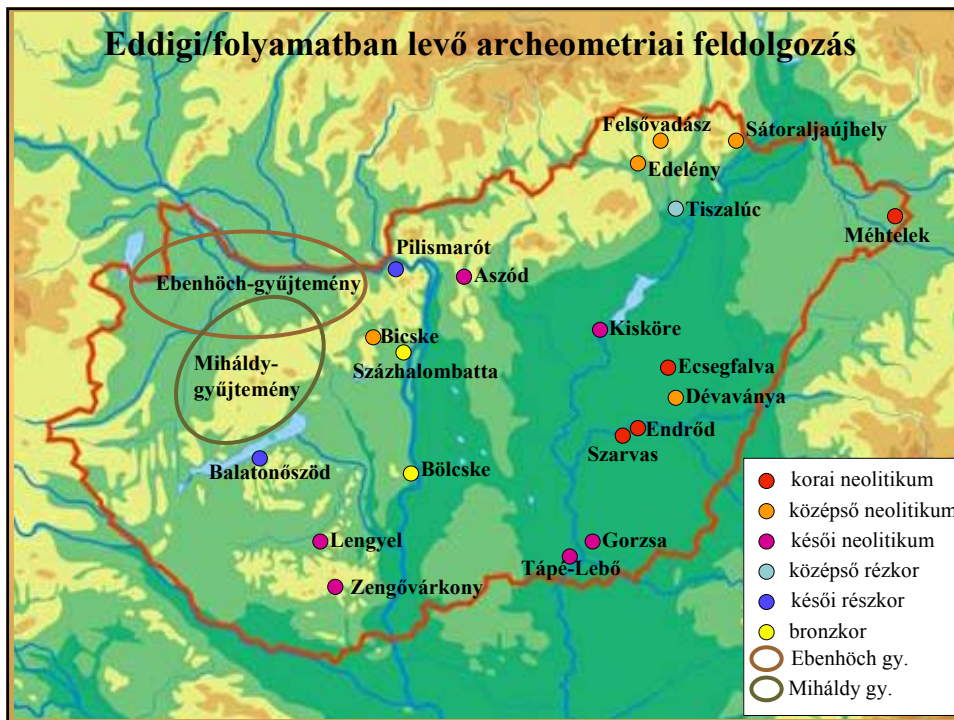 Eddigi/folyamatban levő archeometriai feldolgozás
Felsővadász
Sátoraljaújhely
Edelény
Tiszalúc
Méhtelek
Pilismarót
Ebenhöch-gyűjtemény
Aszód
Kisköre
Bicske
Miháldy-
gyűjtemény
Százhalombatta
Ecsegfalva
Dévaványa
Endrőd
Szarvas
Balatonőszöd
Bölcske
Lengyel
Gorzsa
Tápé-Lebő
Zengővárkony
korai neolitikum
középső neolitikum
késői neolitikum
középső rézkor
késői részkor
bronzkor
Ebenhöch gy.
Miháldy gy.